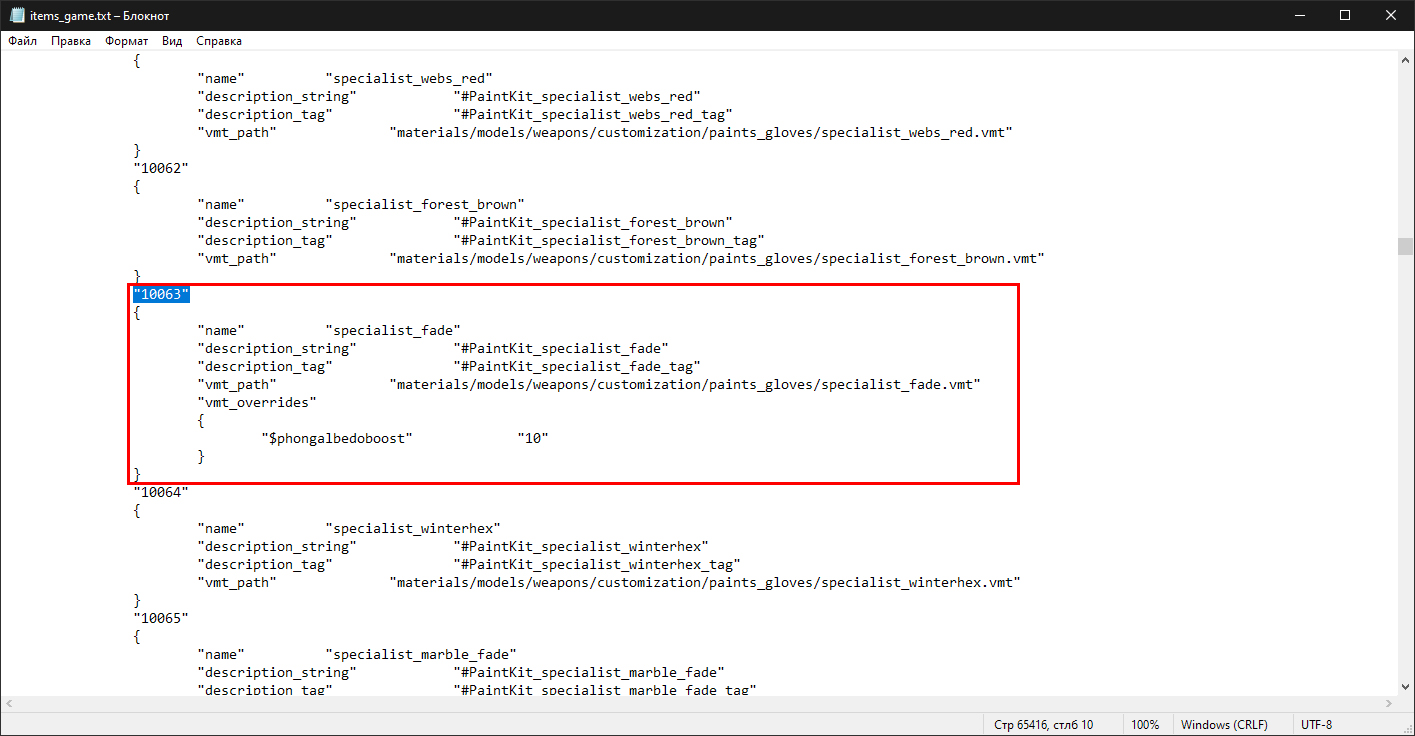 items_game.txt – Блокнот
Файл Правка Формат Вид Справка
{
"name" "specialist_webs_red"
"description_string" "#PaintKit_specialist_webs_red"
"description_tag" "#PaintKit_specialist_webs_red_tag"
"vmt_path" "materials/models/weapons/customization/paints_gloves/specialist_webs_red.vmt"
}
"10062"
{
"name" "specialist_forest_brown"
"description_string" "#PaintKit_specialist_forest_brown"
"description_tag" "#PaintKit_specialist_forest_brown_tag"
"vmt_path" "materials/models/weapons/customization/paints_gloves/specialist_forest_brown.vmt"
}
"10063"
{
"name" "specialist_fade"
"description_string" "#PaintKit_specialist_fade"
"description_tag" "#PaintKit_specialist_fade_tag"
"vmt_path" "materials/models/weapons/customization/paints_gloves/specialist_fade.vmt"
"vmt_overrides"
{
"$phongalbedoboost" "10"
}
}
"10064"
{
"name" "specialist_winterhex"
"description_string" "#PaintKit_specialist_winterhex"
"description_tag" "#PaintKit_specialist_winterhex_tag"
"vmt_path" "materials/models/weapons/customization/paints_gloves/specialist_winterhex.vmt"
}
"10065"
{
"name" "specialist_marble_fade"
"description_string" "#PaintKit_specialist_marble_fade"
"description_tag" "#PaintKit_specialist_marble_fade_tag"
Стр 65416, стлб 10 100% Windows (CRLF) UTF-8